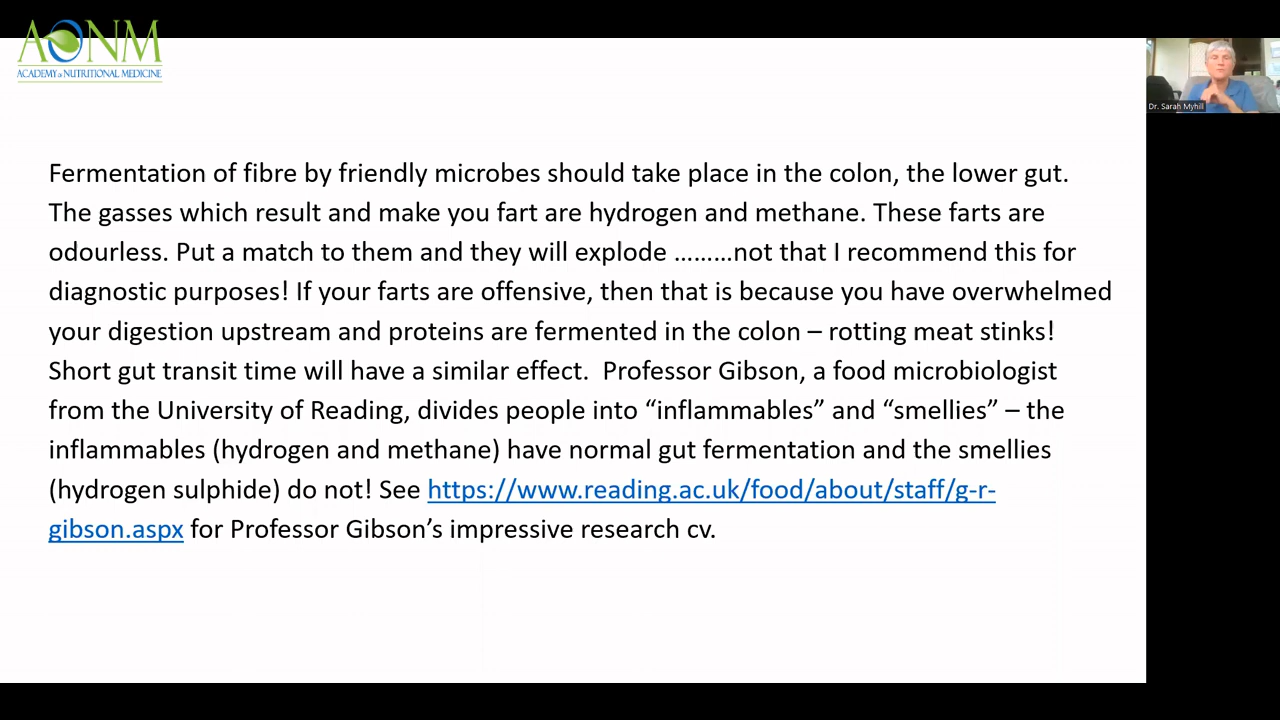 AONM
ACADEMY of NUTRITIONAL MEDICINE
Dr. Sarah Myhill
Fermentation of fibre by friendly microbes should take place in the colon, the lower gut.
The gasses which result and make you fart are hydrogen and methane. These farts are
odourless. Put a match to them and they will explode .........not that I recommend this for
diagnostic purposes! If your farts are offensive, then that is because you have overwhelmed
your digestion upstream and proteins are fermented in the colon – rotting meat stinks!
Short gut transit time will have a similar effect.  Professor Gibson, a food microbiologist
from the University of Reading, divides people into “inflammables” and “smellies” – the
inflammables (hydrogen and methane) have normal gut fermentation and the smellies
(hydrogen sulphide) do not! See https://www.reading.ac.uk/food/about/staff/g-r-
gibson.aspx for Professor Gibson’s impressive research cv.